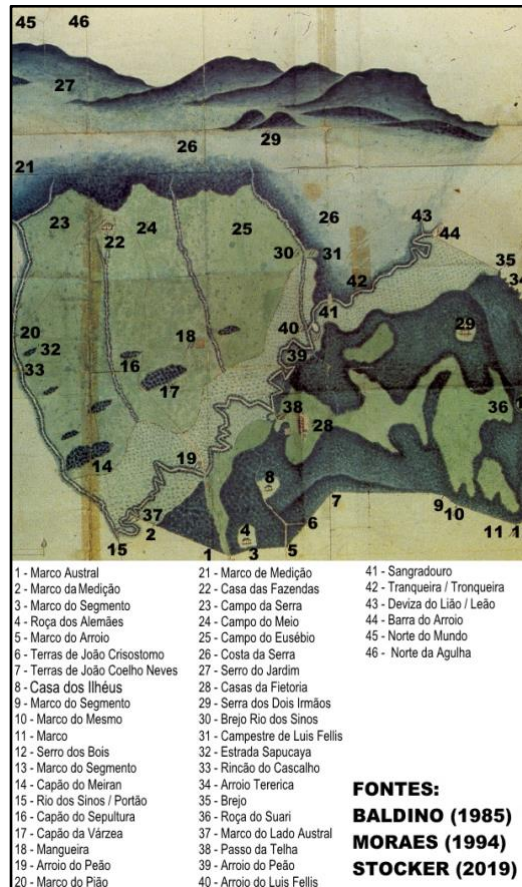 45 46
27
29
26
21
23 24 25 26 43 44
22
30 31
35
34
42
41
20 18 40 29
32
33 16 39
17
38 36 1
28
19
14
8
37 7 9
2 10
6
15 4 11 1
1 3 5
1 - Marco Austral
2 - Marco da Medição
3 - Marco do Segmento
4 - Roça dos Alemães
5 - Marco do Arroio
6 - Terras de João Crisostomo
7 - Terras de João Coelho Neves
8 - Casa dos Ilhéus
9 - Marco do Segmento
10 - Marco do Mesmo
11 - Marco
12 - Serro dos Bois
13 - Marco do Segmento
14 - Capão do Meiran
15 - Rio dos Sinos / Portão
16 - Capão do Sepultura
17 - Capão da Várzea
18 - Mangueira
19 - Arroio do Peão
20 - Marco do Pião
21 - Marco de Medição
22 - Casa das Fazendas
23 - Campo da Serra
24 - Campo do Meio
25 - Campo do Eusébio
26 - Costa da Serra
27 - Serro do Jardim
28 - Casas da Fietoria
29 - Serra dos Dois Irmãos
30 - Brejo Rio dos Sinos
31 - Campestre de Luis Fellis
32 - Estrada Sapucaya
33 - Rincão do Cascalho
34 - Arroio Tererica
35 - Brejo
36 - Roça do Suari
37 - Marco do Lado Austral
38 - Passo da Telha
39 - Arroio do Peão
40 - Arroio do Luis Fellis
41 - Sangradouro
42 - Tranqueira / Tronqueira
43 - Deviza do Lião / Leão
44 - Barra do Arroio
45 - Norte do Mundo
46 - Norte da Agulha
FONTES:
BALDINO (1985)
MORAES (1994)
STOCKER (2019)